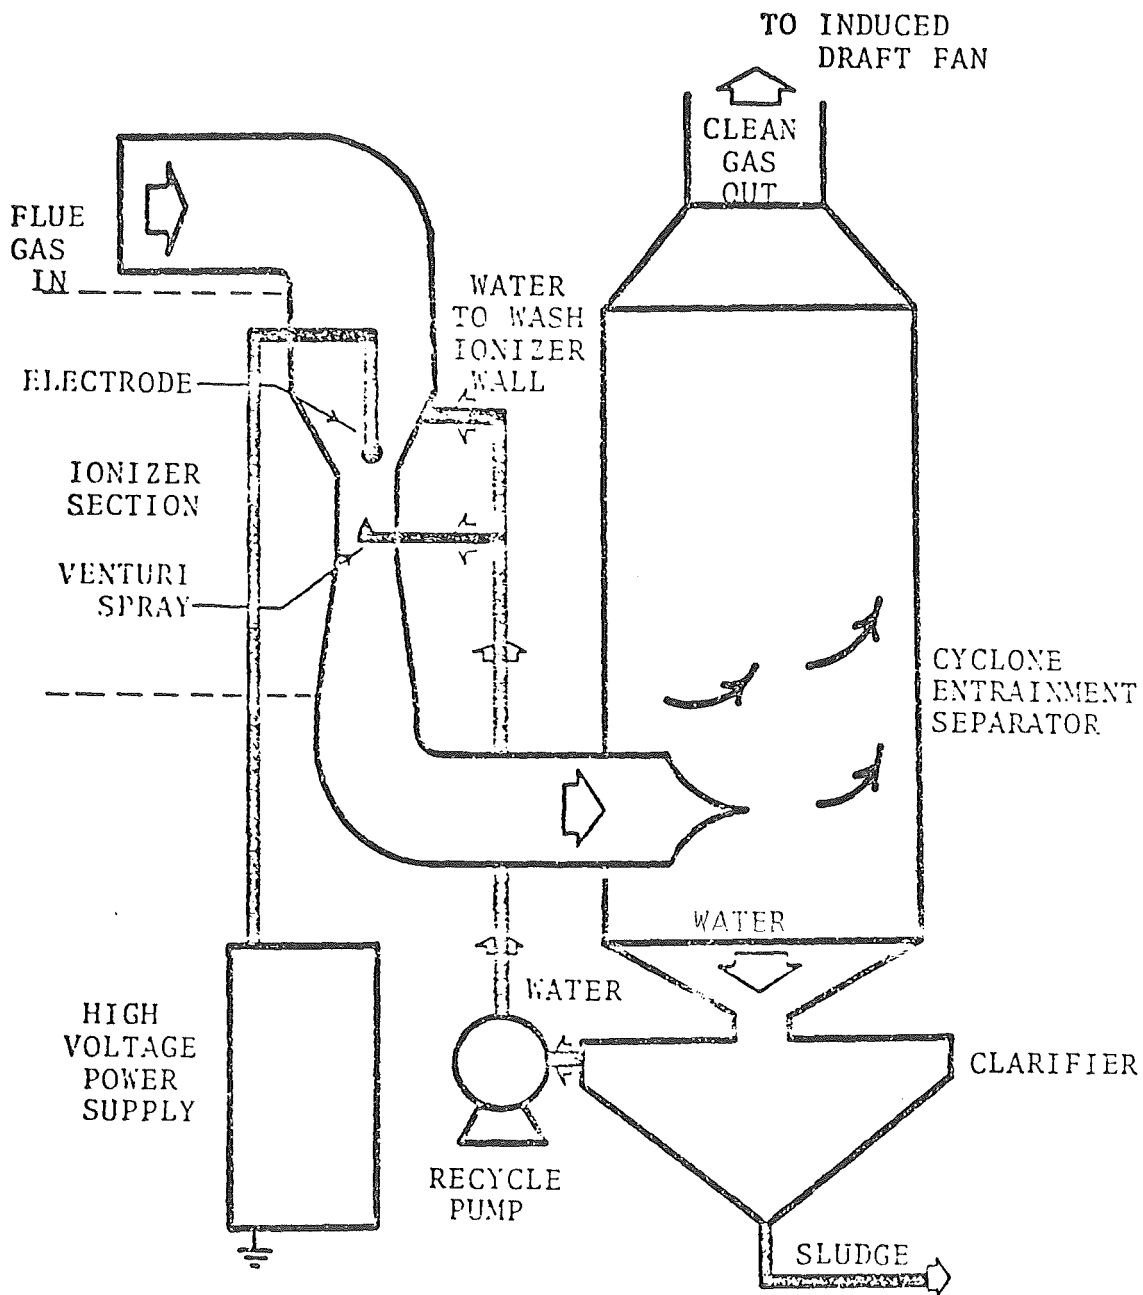 TO INDUCED
DRAFT FAN
CLEAN
GAS
OUT
FLUE
GAS
IN
WATER
TO WASH
IONIZER
WALL
ELECTRODE
IONIZER
SECTION
VENTURI
SPRAY
CYCLONE
ENTRAINMENT
SEPARATOR
WATER
WATER
HIGH
VOLTAGE
POWER
SUPPLY
CLARIFIER
RECYCLE
PUMP
SLUDGE